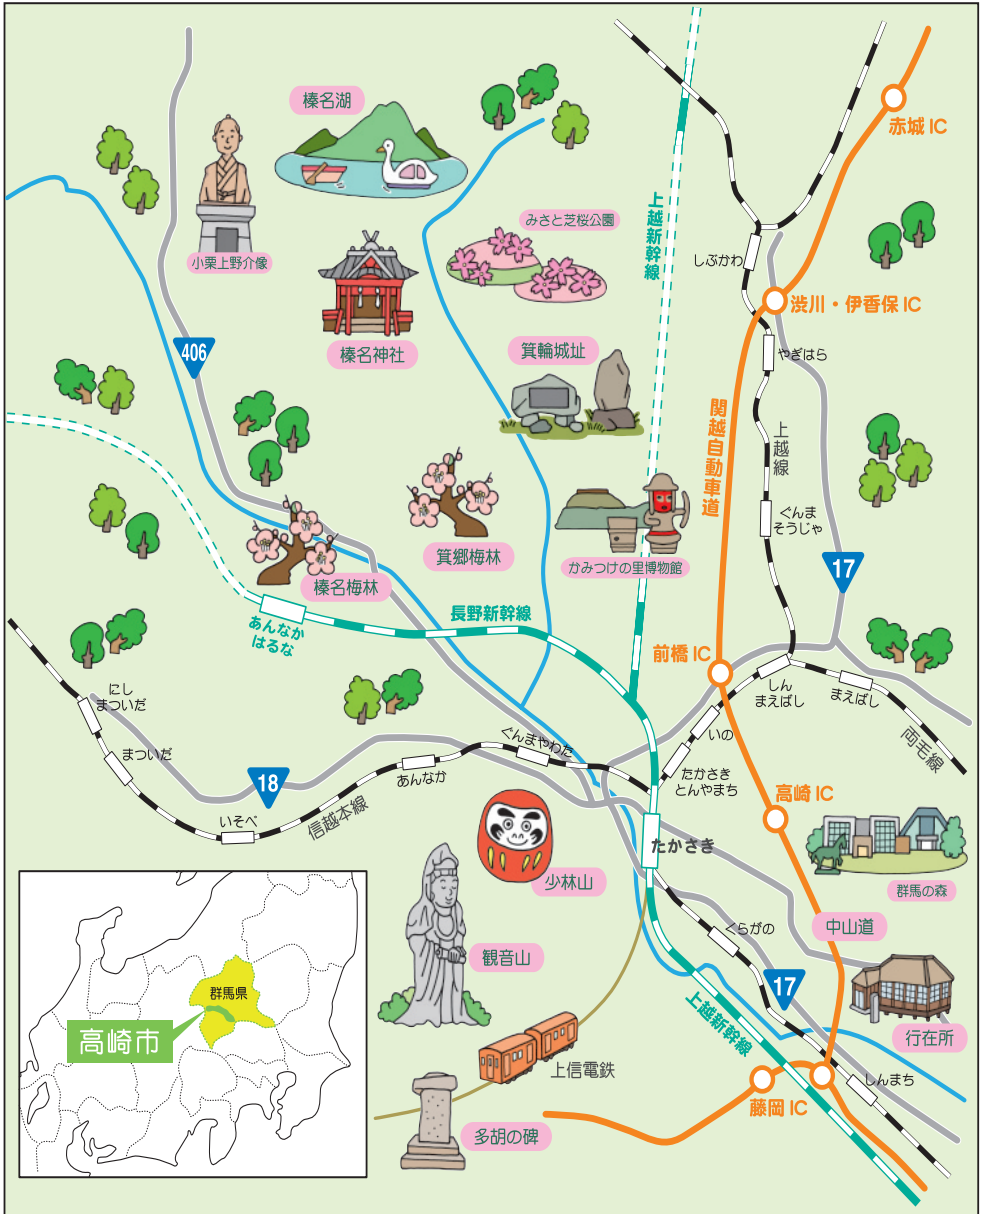 榛名湖
赤城IC
みさと芝桜公園
上越新幹線
小栗上野介像
しぶかわ
渋川・伊香保IC
榛名神社
箕輪城址
406
やぎはら
関越自動車道
上越線
ぐんま
そうじゃ
箕郷梅林
かみつけの里博物館
17
榛名梅林
長野新幹線
あんなか
はるな
前橋IC
しん
まえばし
まえばし
にし
まついだ
いの
両毛線
まついだ
ぐんまやわた
あんなか
たかさき
とんやまち
18
高崎IC
いそべ
信越本線
たかさき
少林山
群馬の森
中山道
くらがの
観音山
17
群馬県
高崎市
上越新幹線
行在所
上信電鉄
しんまち
藤岡IC
多胡の碑